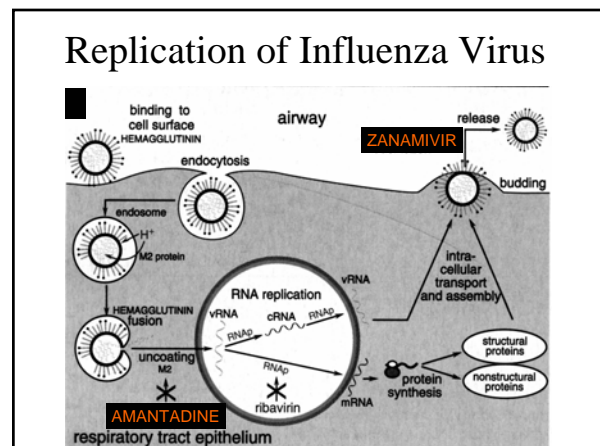 Replication of Influenza Virus
binding to
cell surface
HEMAGGLUTININ
airway
release
ZANAMIVIR
endocytosis
budding
endosome
H+
M2 protein
HEMAGGLUTININ
fusion
uncoating
M2
RNA replication
vRNA
RNAp
cRNA
RNAp
vRNA
RNAp
ribavirin
mRNA
intra-
cellular
transport
and assembly
protein
synthesis
structural
proteins
nonstructural
proteins
AMANTADINE
respiratory tract epithelium